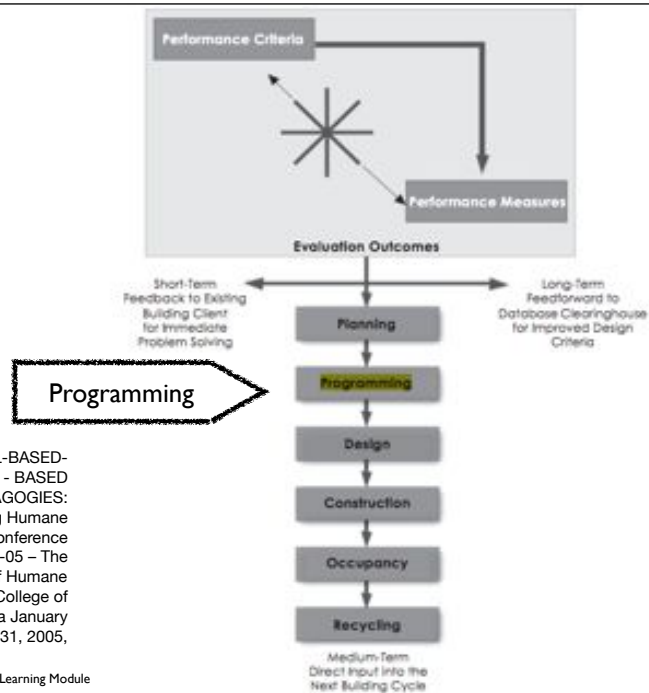 Performance Criteria
Performance Measures
Evaluation Outcomes
Short-Term
Feedback to Existing
Building Client
for Immediate
Problem Solving
Long-Term
Feedforward to
Database Clearinghouse
for Improved Design
Criteria
Planning
Programming
Programming
Design
Construction
Occupancy
Recycling
Medium-Term
Direct Input into the
Next Building Cycle
L-BASED-
- BASED
AGOGIES:
g Humane
onference
-05 – The
f Humane
College of
a January
31, 2005,
Learning Module